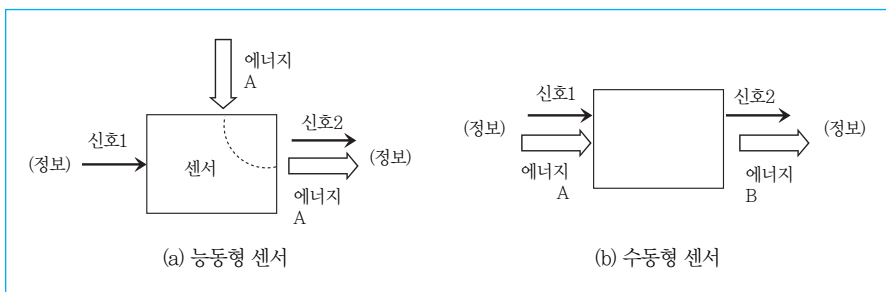 에너지
A
신호1
(정보)
센서
신호2
(정보)
에너지
A
(a) 능동형 센서
신호1
(정보)
에너지
A
신호2
(정보)
에너지
B
(b) 수동형 센서